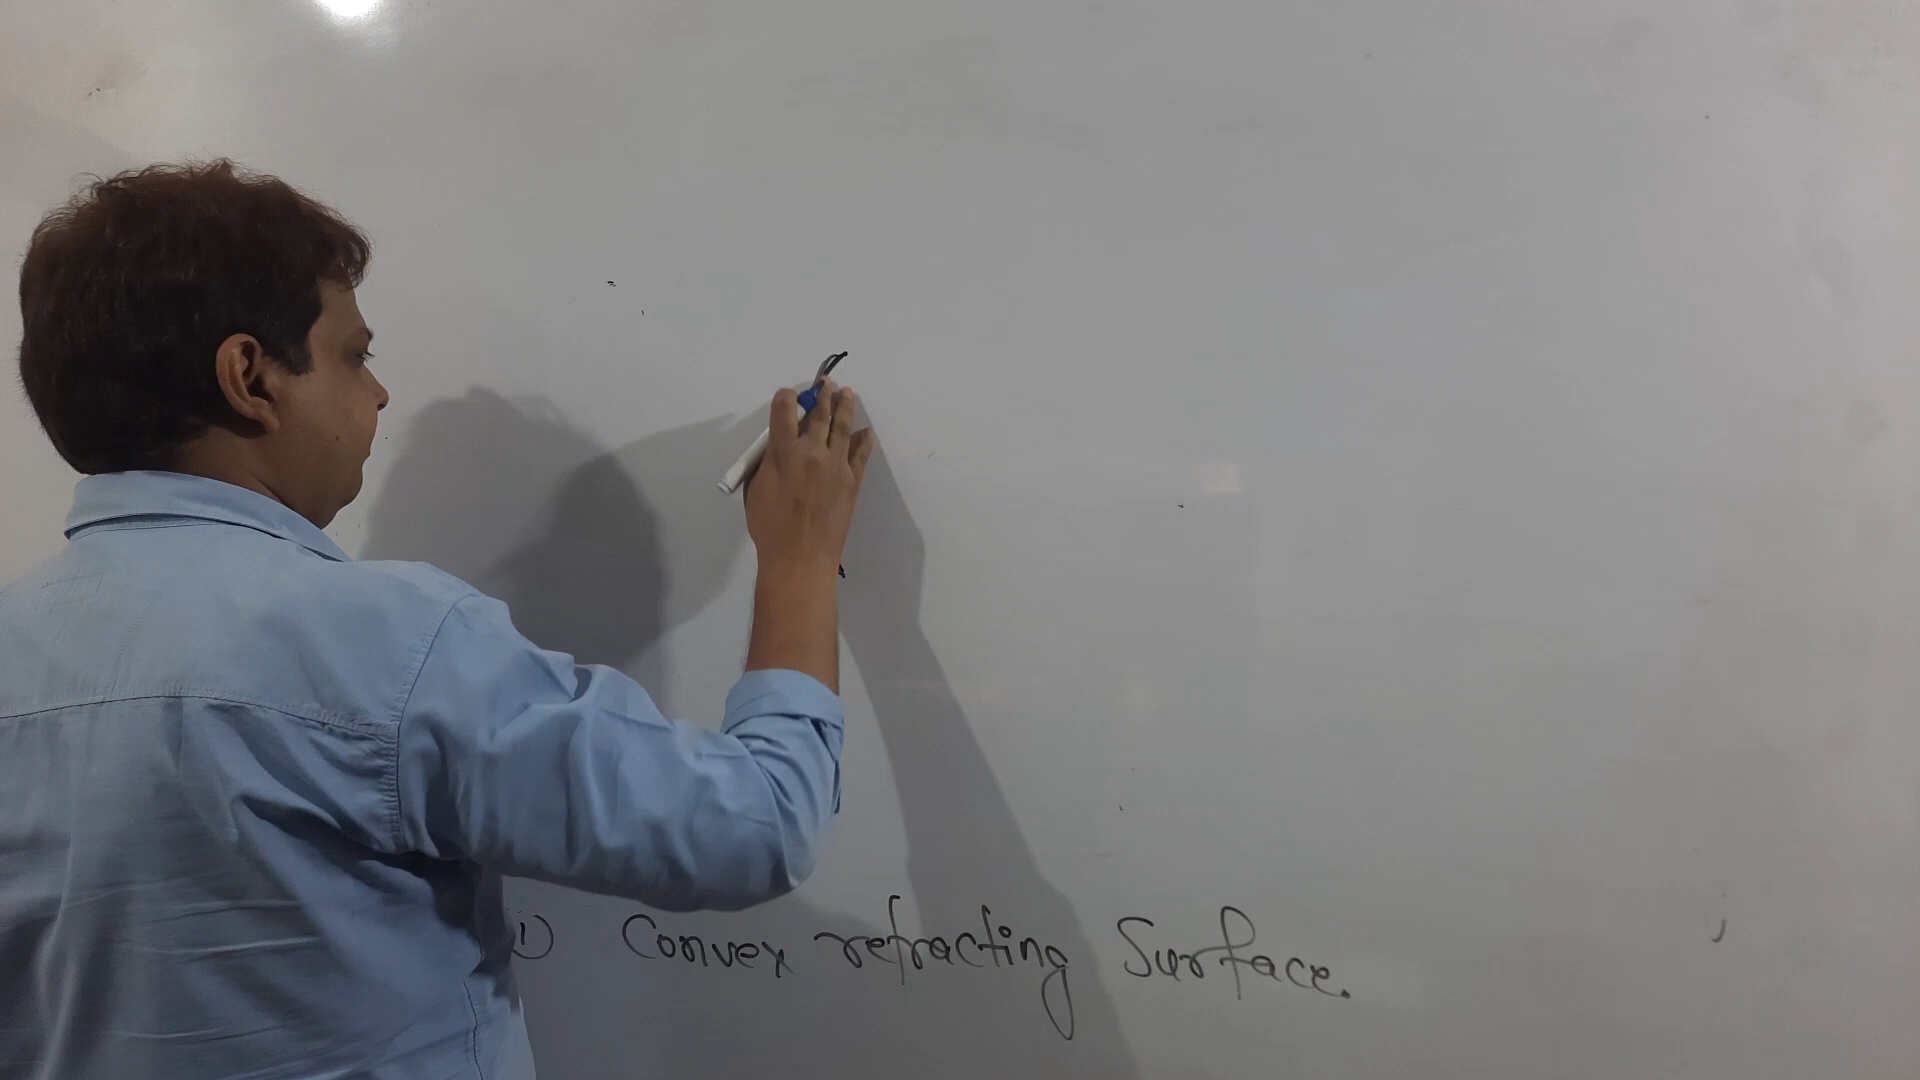 1) Convex refracting Surface.